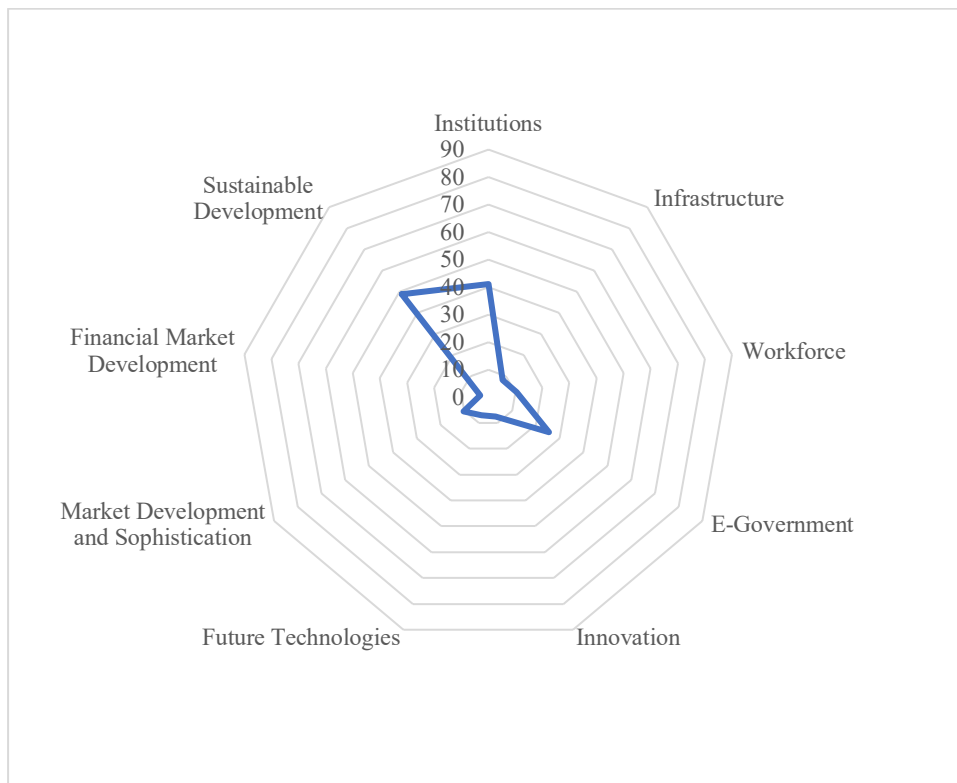 Institutions
90
80
70
60
50
40
30
20
10
0
Infrastructure
Workforce
E-Government
Innovation
Future Technologies
Market Development
and Sophistication
Financial Market
Development
Sustainable
Development